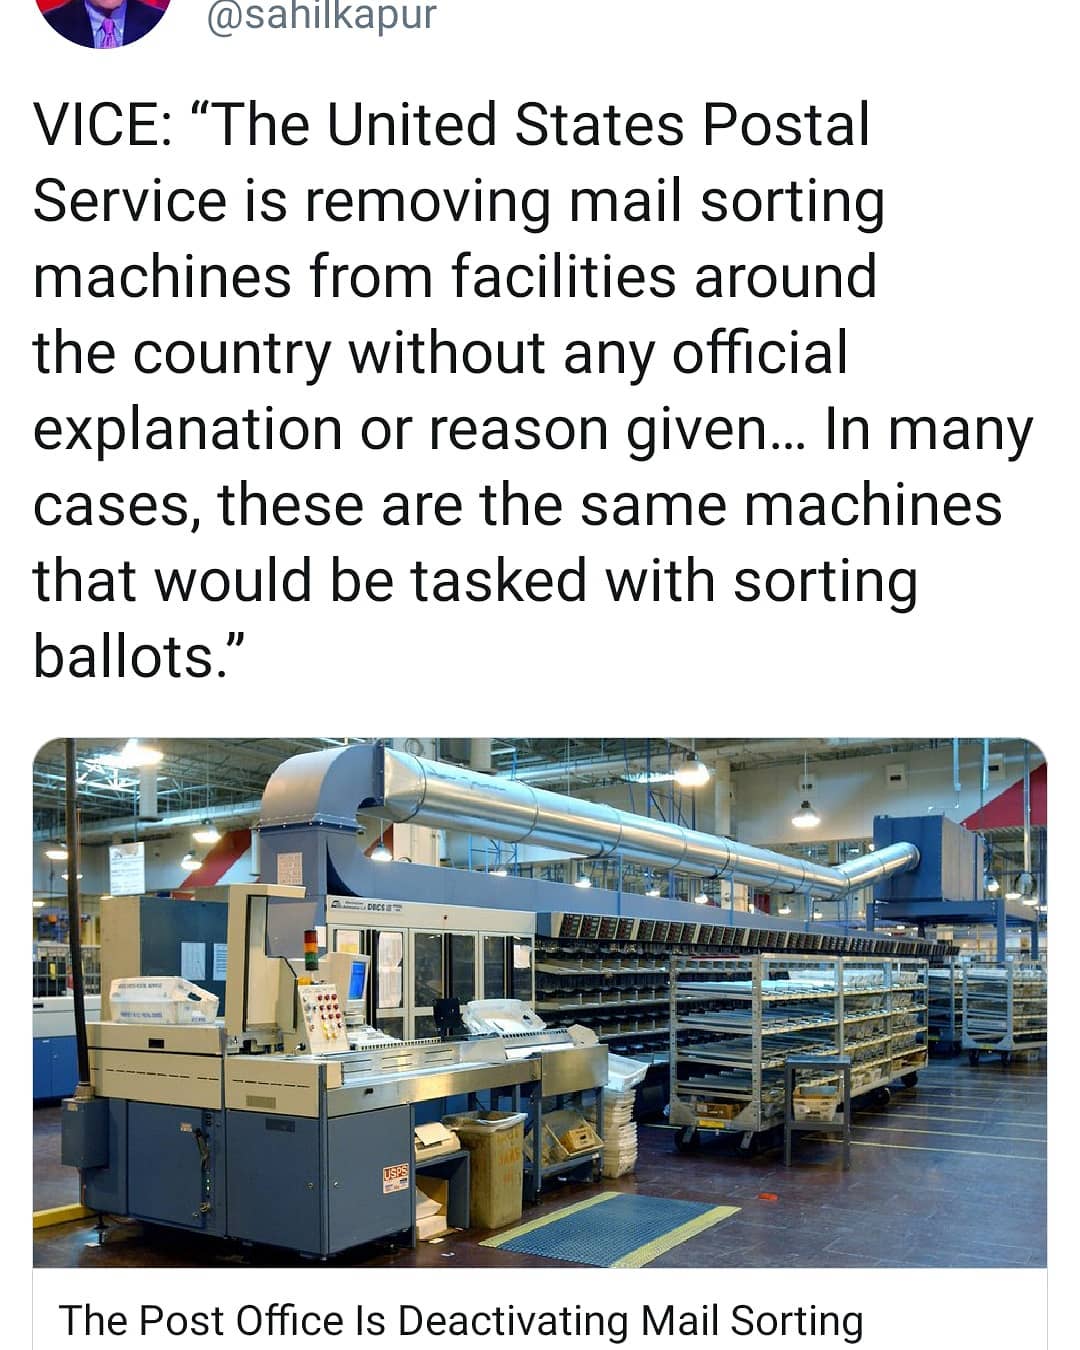 @sahilkapur
VICE: “The United States Postal
Service is removing mail sorting
machines from facilities around
the country without any official
explanation or reason given… In many
cases, these are the same machines
that would be tasked with sorting
ballots.”
DBCS
USPS
The Post Office Is Deactivating Mail Sorting